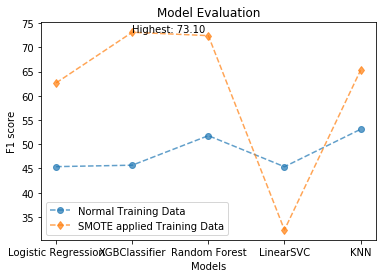 Model Evaluation
75
70
65
60
55
50
45
40
35
F1 score
Highest: 73.10
Normal Training Data
SMOTE applied Training Data
Logistic Regression XGBClassifier Random Forest LinearSVC KNN
Models